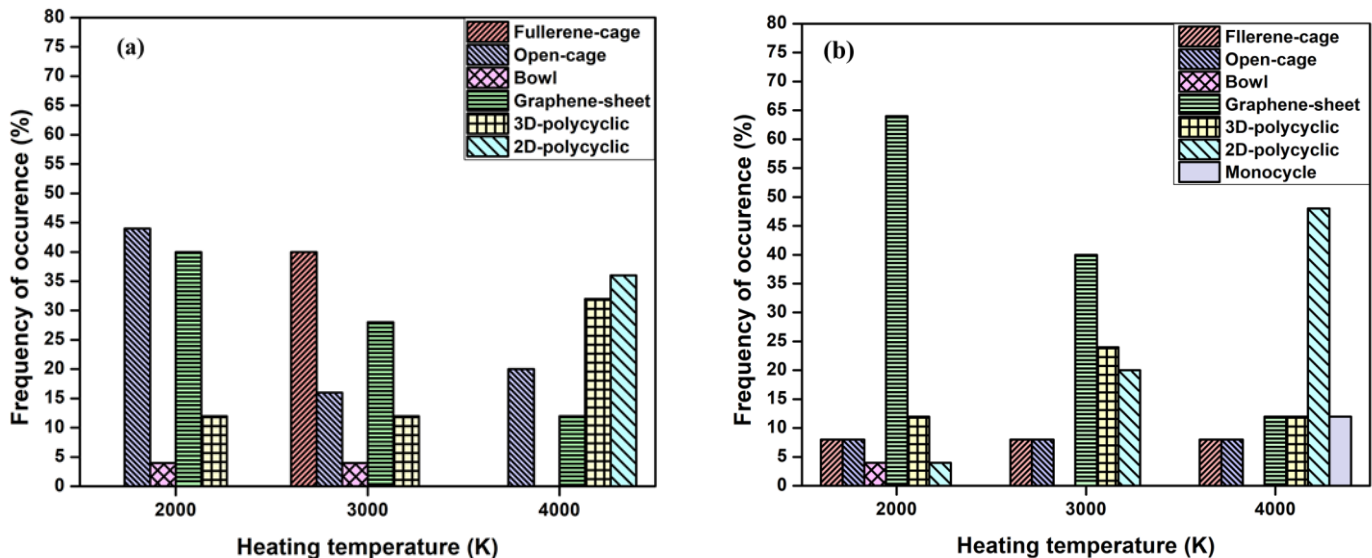 (a)
Fullerene-cage
Open-cage
Bowl
Graphene-sheet
3D-polycyclic
2D-polycyclic
Frequency of occurence (%)
80
75
70
65
60
55
50
45
40
35
30
25
20
15
10
5
0
2000 3000 4000
Heating temperature (K)
(b)
Fllerene-cage
Open-cage
Bowl
Graphene-sheet
3D-polycyclic
2D-polycyclic
Monocycle
Frequency of occurence (%)
80
75
70
65
60
55
50
45
40
35
30
25
20
15
10
5
0
2000 3000 4000
Heating temperature (K)